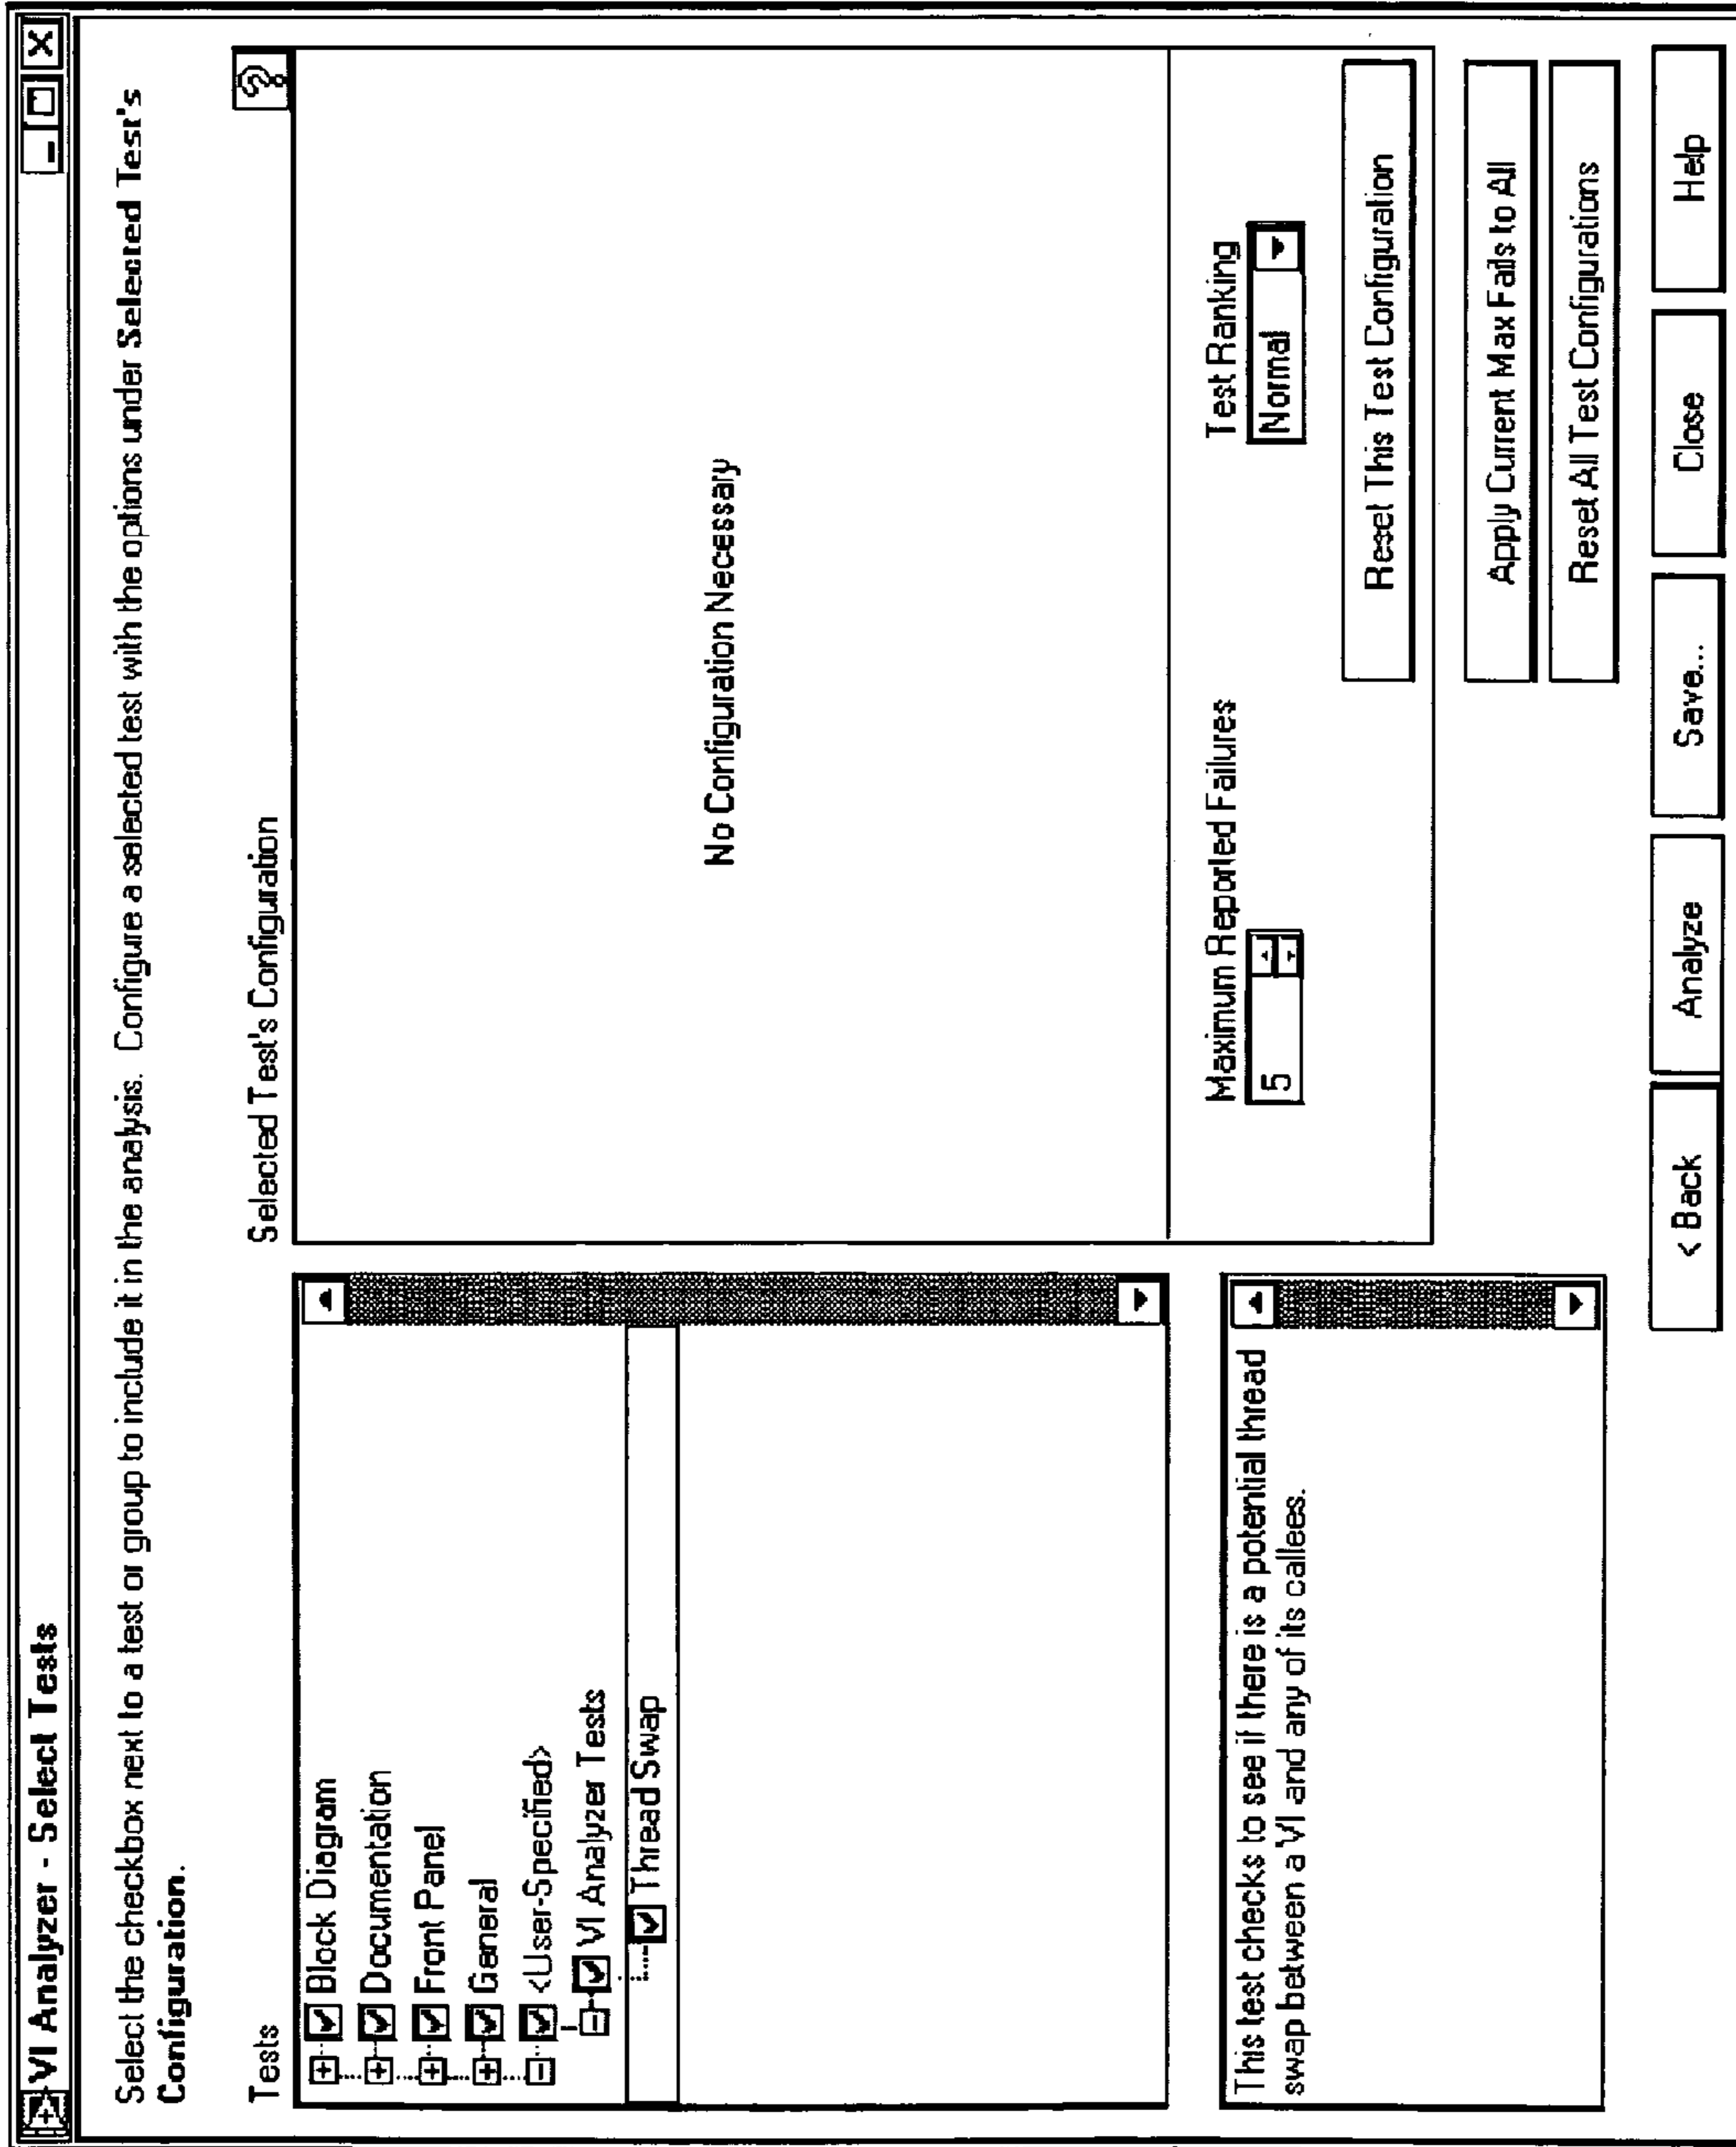 VI Analyzer - Select Tests
Select the checkbox next to a test or group to include it in the analysis. Configure a selected test with the options under Selected Test's
Configuration.
Tests
Block Diagram
Documentation
Front Panel
General
<User-Specified>
VI Analyzer Tests
Thread Swap
This test checks to see if there is a potential thread
swap between a VI and any of its callees.
Selected Test's Configuration
?
No Configuration Necessary
Maximum Reported Failures
5
Test Ranking
Normal
Reset This Test Configuration
Apply Current Max Fails to All
Reset All Test Configurations
< Back
Analyze
Save...
Close
Help